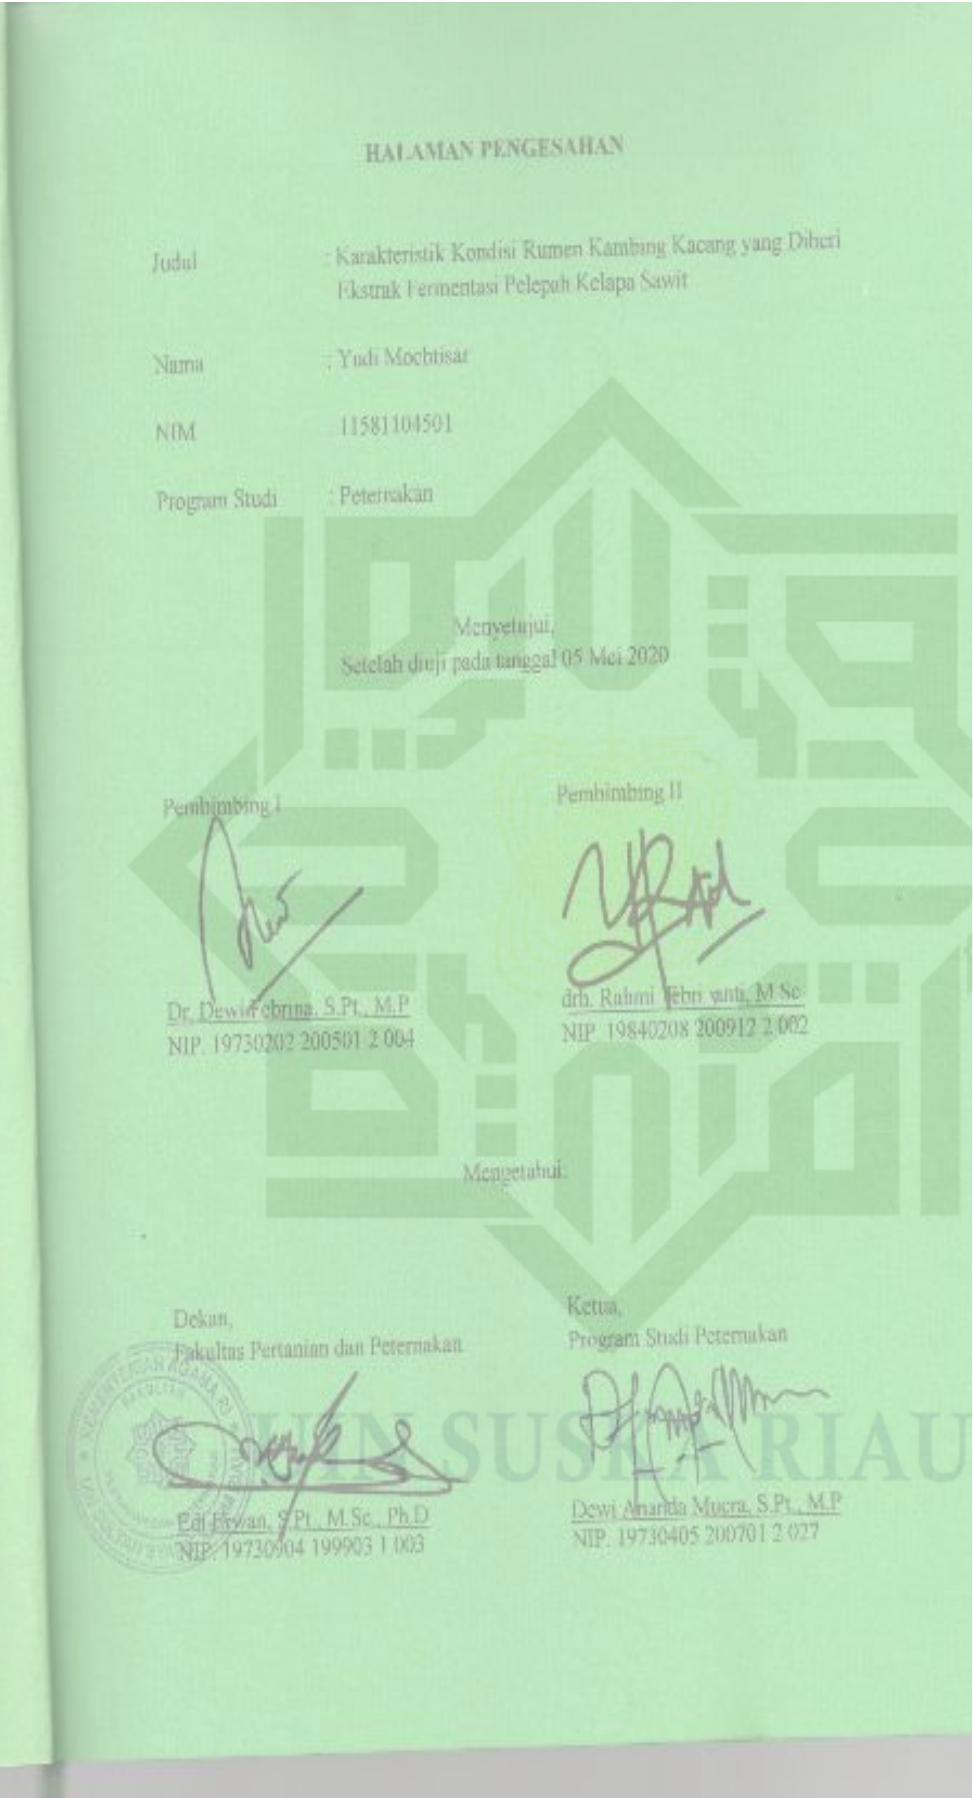 HALAMAN PENGESAHAN
Judul : Karakteristik Kondisi Rumen Kambing Kacang yang Diberi
Ekstrak Fermentasi Pelepah Kelapa Sawit
Nama : Yudi Mochtisar
NIM 11581104501
Program Studi : Peternakan
Menyetujui,
Setelah diuji pada tanggal 05 Mei 2020
Pembimbing I
Pembimbing II
Dr. Dewi Febrina, S.Pt., M.P
NIP. 19730202 200501 2 004
drh. Rahmi Febriyanti, M.Sc
NIP. 19840208 200912 2 002
Mengetahui:
Dekan,
Fakultas Pertanian dan Peternakan
Ketua,
Program Studi Peternakan
KEMENTERIAN AGAMA RI
FAKULTAS
UIN SUSKA RIAU
Edi Erwan, S.Pt., M.Sc., Ph.D
NIP. 19730904 199903 1 003
Dewi Ananda Mucra, S.Pt., M.P
NIP. 19730405 200701 2 027